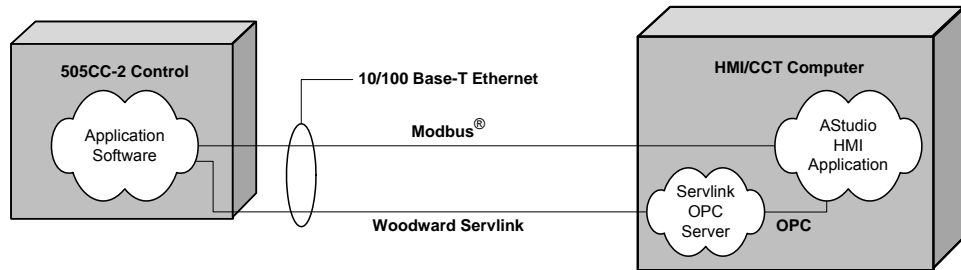 505CC-2 Control
Application
Software
10/100 Base-T Ethernet
Modbus®
Woodward Servlink
HMI/CCT Computer
AStudio
HMI
Application
Servlink
OPC
Server
OPC